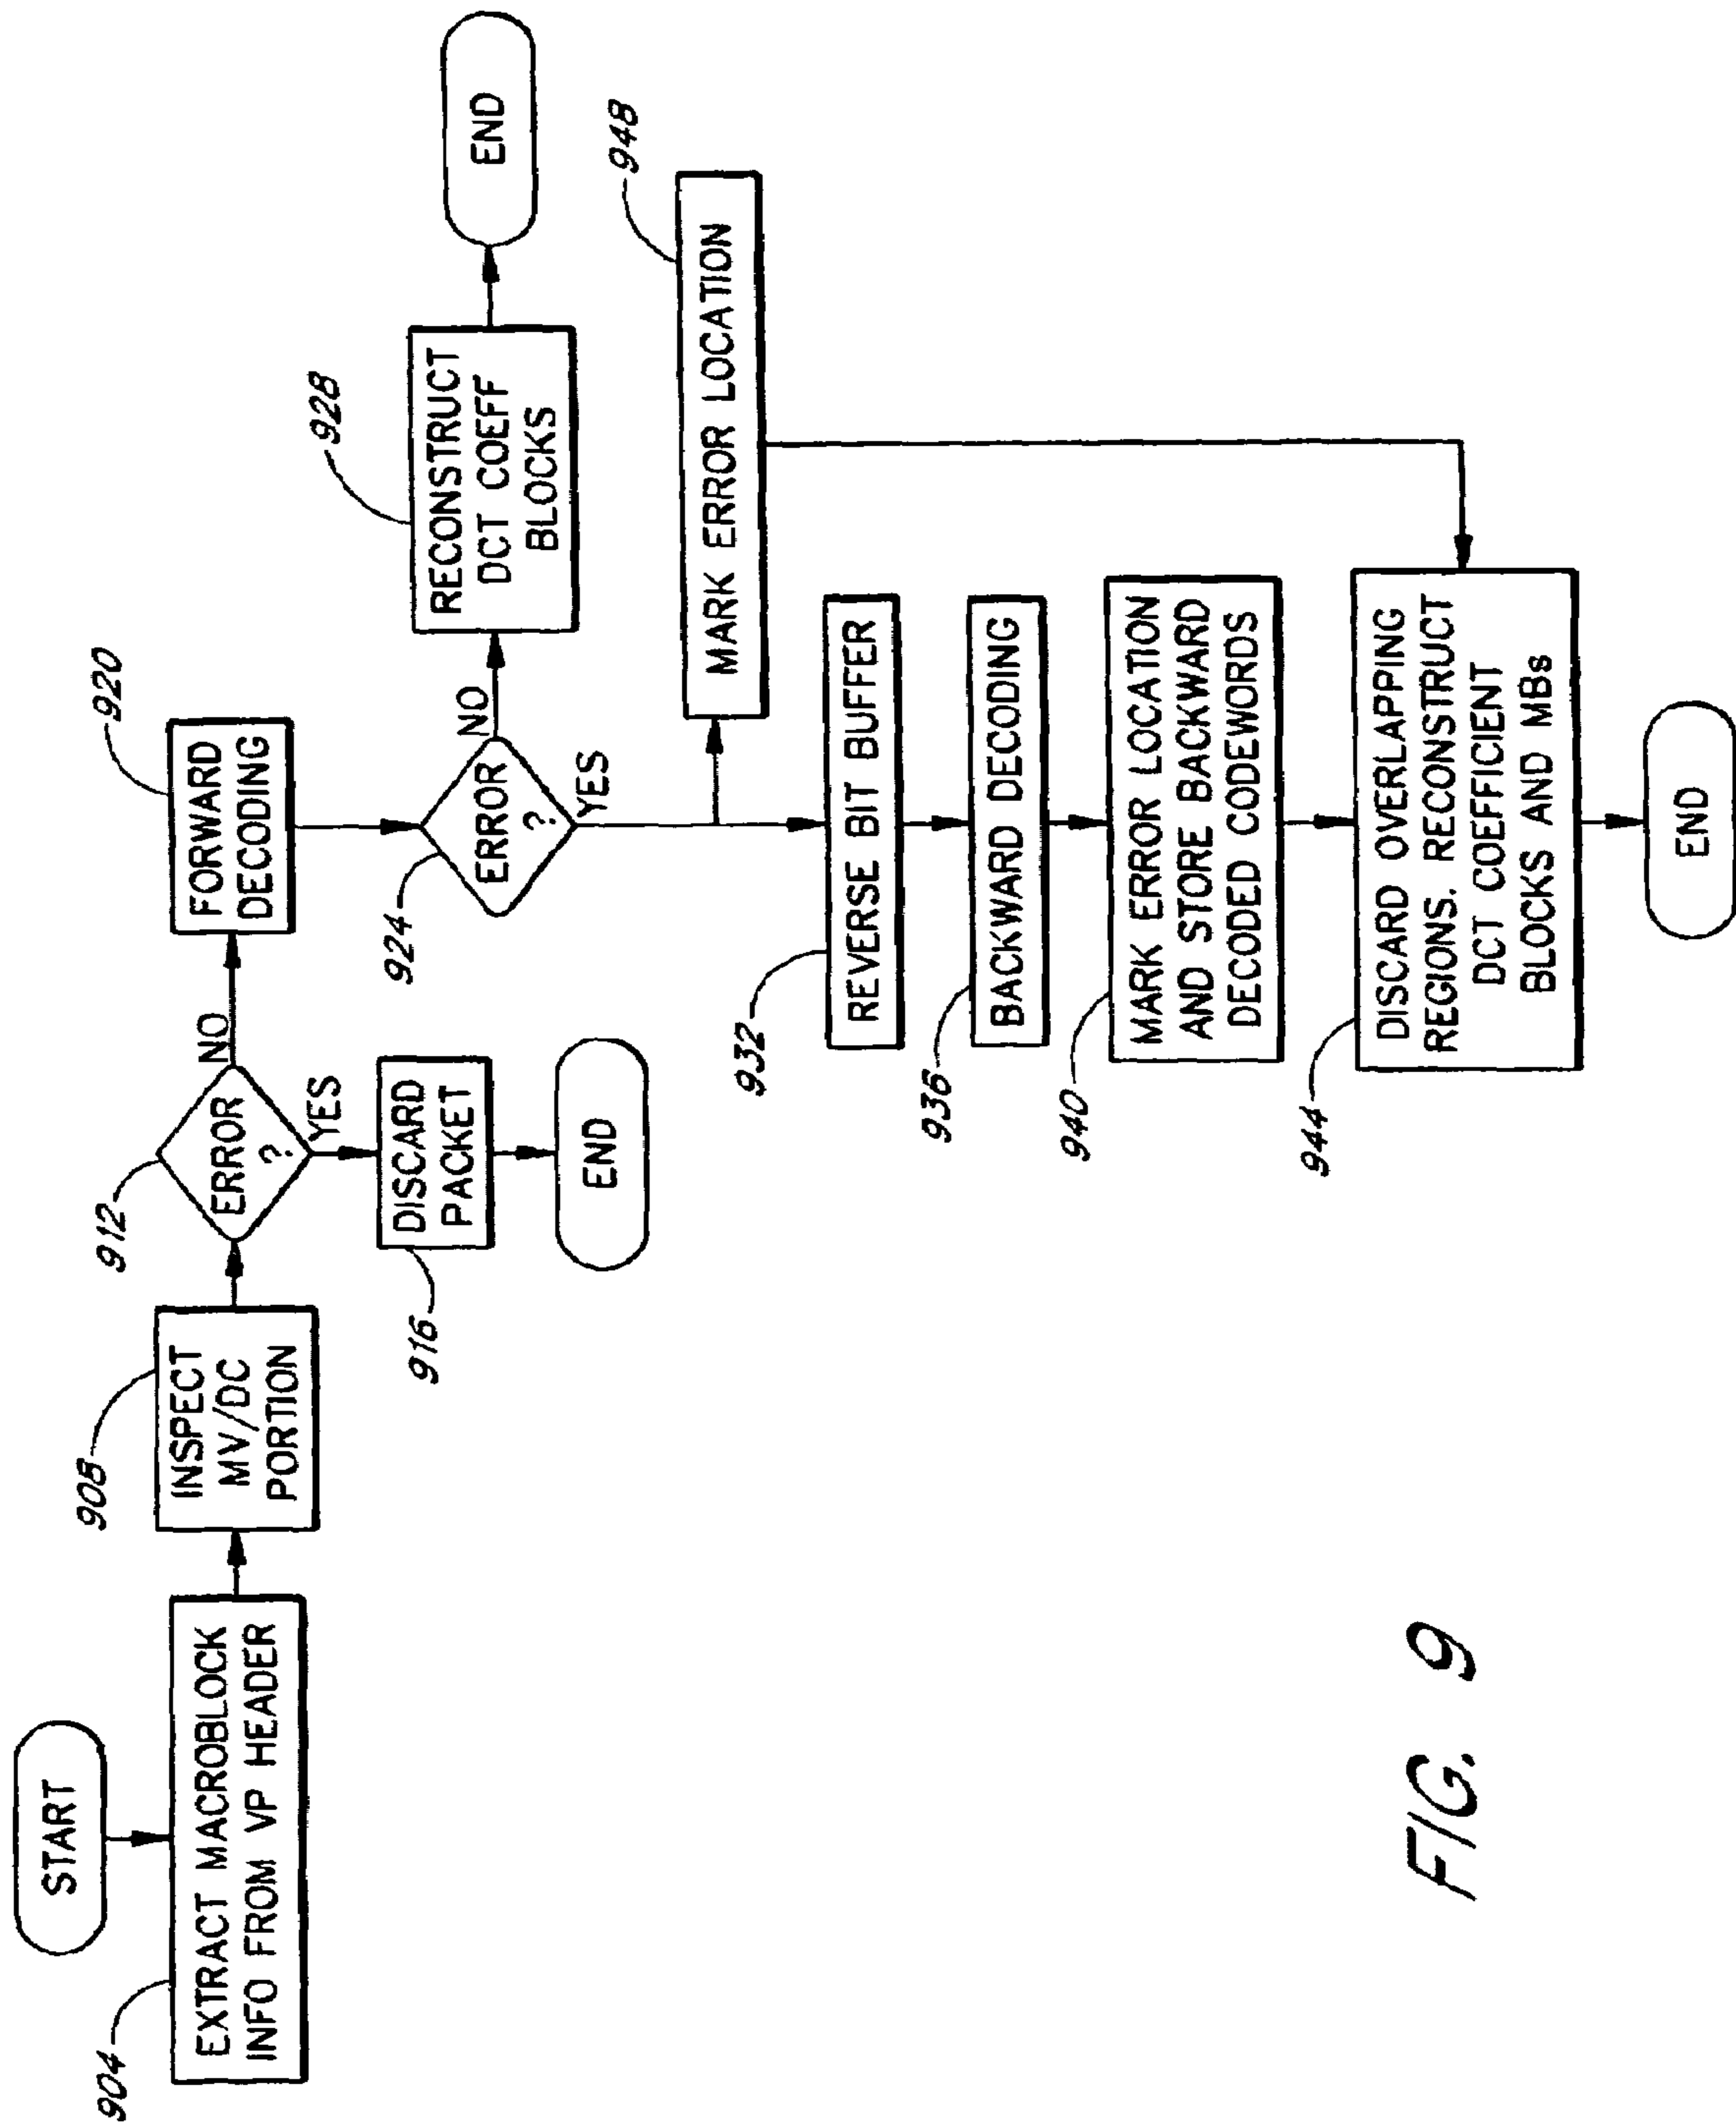 START
904
EXTRACT MACROBLOCK
INFO FROM VP HEADER
908
INSPECT
MV/DC
PORTION
912
ERROR
?
NO
YES
916
DISCARD
PACKET
END
920
FORWARD
DECODING
924
ERROR
?
NO
YES
928
RECONSTRUCT
DCT COEFF
BLOCKS
END
948
MARK ERROR LOCATION
932
REVERSE BIT BUFFER
936
BACKWARD DECODING
940
MARK ERROR LOCATION
AND STORE BACKWARD
DECODED CODEWORDS
944
DISCARD OVERLAPPING
REGIONS. RECONSTRUCT
DCT COEFFICIENT
BLOCKS AND MBs
END
FIG. 9